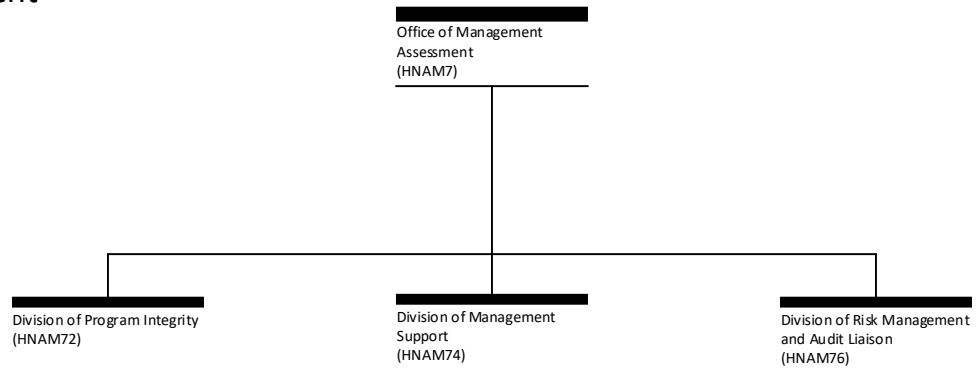 Office of Management
Assessment
(HNAM7)
Division of Program Integrity
(HNAM72)
Division of Management
Support
(HNAM74)
Division of Risk Management
and Audit Liaison
(HNAM76)